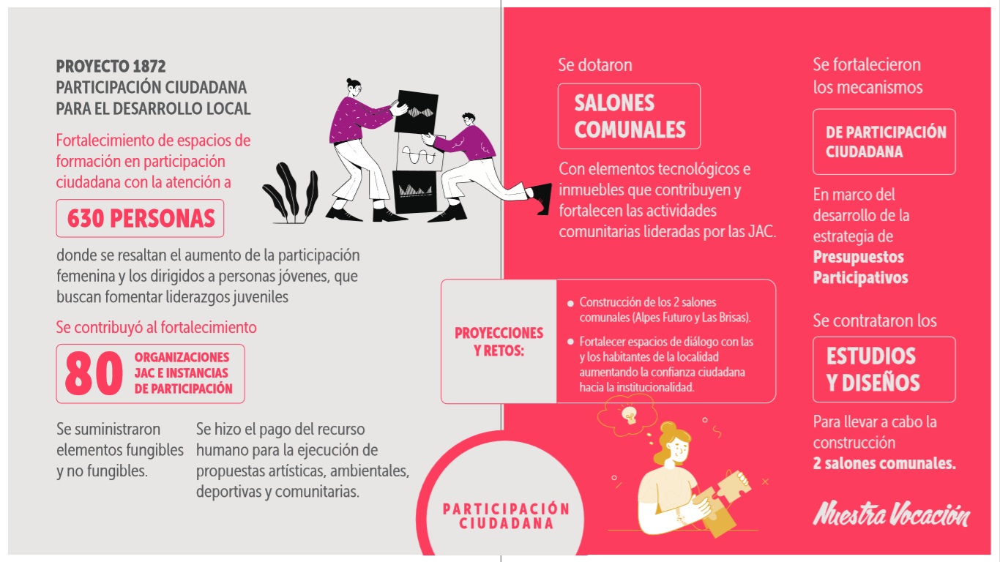 PROYECTO 1872
PARTICIPACIÓN CIUDADANA
PARA EL DESARROLLO LOCAL
Fortalecimiento de espacios de
formación en participación
ciudadana con la atención a
630 PERSONAS
donde se resaltan el aumento de la participación
femenina y los dirigidos a personas jóvenes, que
buscan fomentar liderazgos juveniles
Se contribuyó al fortalecimiento
80
ORGANIZACIONES
JAC E INSTANCIAS
DE PARTICIPACIÓN
Se suministraron
elementos fungibles
y no fungibles.
Se hizo el pago del recurso
humano para la ejecución de
propuestas artísticas, ambientales,
deportivas y comunitarias.
Se dotaron
SALONES
COMUNALES
Con elementos tecnológicos e
inmuebles que contribuyen y
fortalecen las actividades
comunitarias lideradas por las JAC.
PROYECCIONES
Y RETOS:
Construcción de los 2 salones
comunales (Alpes Futuro y Las Brisas).
Fortalecer espacios de diálogo con las
y los habitantes de la localidad
aumentando la confianza ciudadana
hacia la institucionalidad.
PARTICIPACIÓN
CIUDADANA
Se fortalecieron
los mecanismos
DE PARTICIPACIÓN
CIUDADANA
En marco del
desarrollo de la
estrategia de
Presupuestos
Participativos
Se contrataron los
ESTUDIOS
Y DISEÑOS
Para llevar a cabo la
construcción
2 salones comunales.
Nuestra Vocación